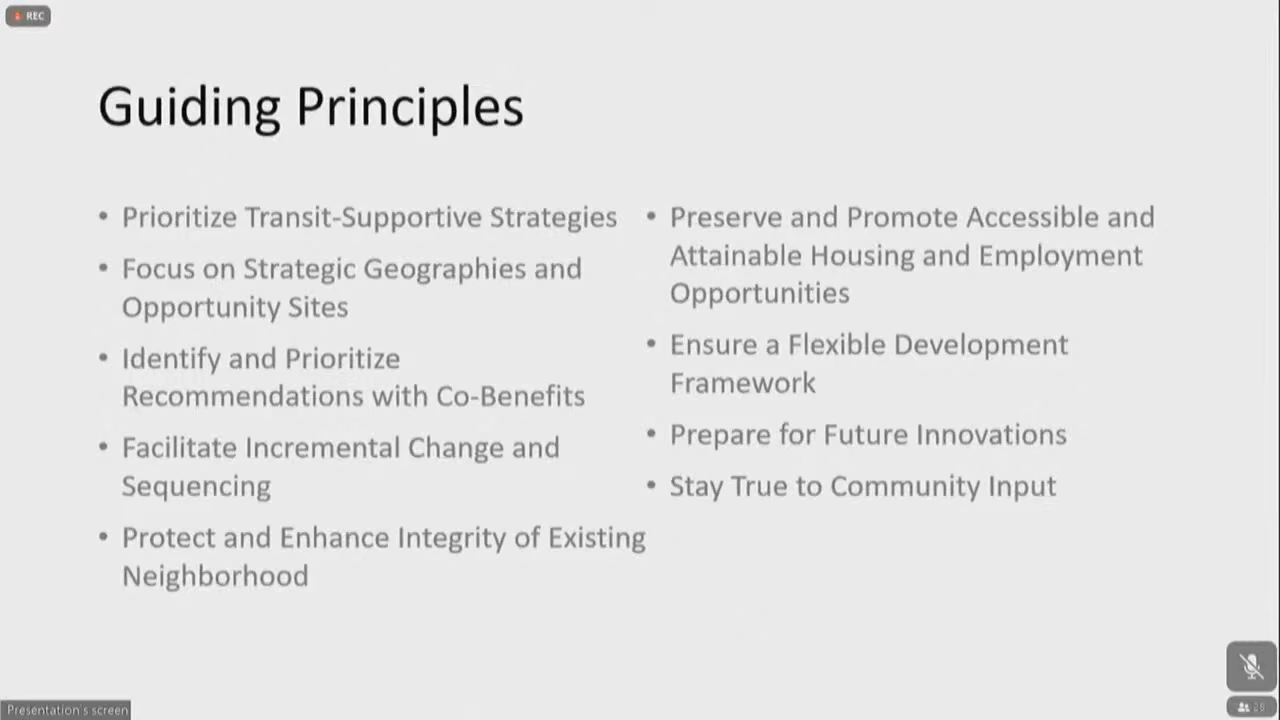 REC
Guiding Principles
• Prioritize Transit-Supportive Strategies
• Focus on Strategic Geographies and
Opportunity Sites
• Identify and Prioritize
Recommendations with Co-Benefits
• Facilitate Incremental Change and
Sequencing
• Protect and Enhance Integrity of Existing
Neighborhood
• Preserve and Promote Accessible and
Attainable Housing and Employment
Opportunities
• Ensure a Flexible Development
Framework
• Prepare for Future Innovations
• Stay True to Community Input
Presentation's screen